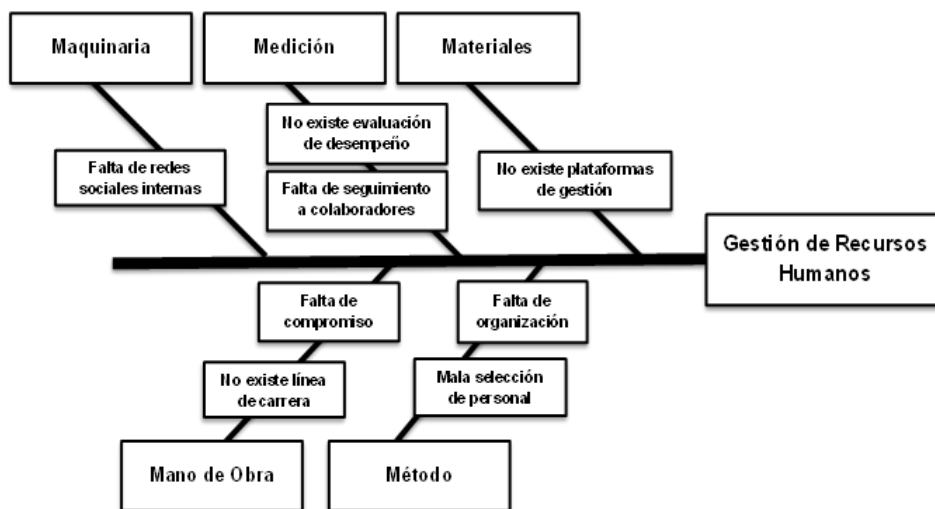 Maquinaria
Medición
Materiales
No existe evaluación
de desempeño
Falta de redes
sociales internas
Falta de seguimiento
a colaboradores
No existe plataformas
de gestión
Gestión de Recursos
Humanos
Falta de
compromiso
Falta de
organización
No existe línea
de carrera
Mala selección
de personal
Mano de Obra
Método